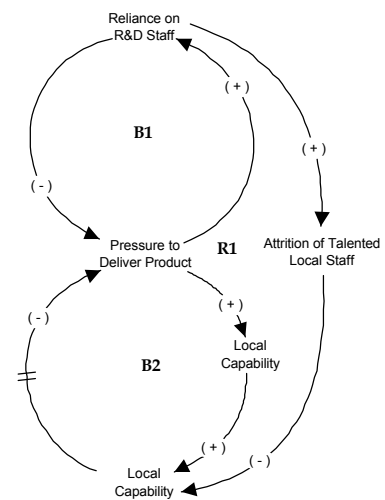 Reliance on
R&D Staff
( + )
B1
( + )
( - )
Pressure to
Deliver Product
R1
Attrition of Talented
Local Staff
( + )
( - )
Local
Capability
B2
( + )
( - )
Local
Capability